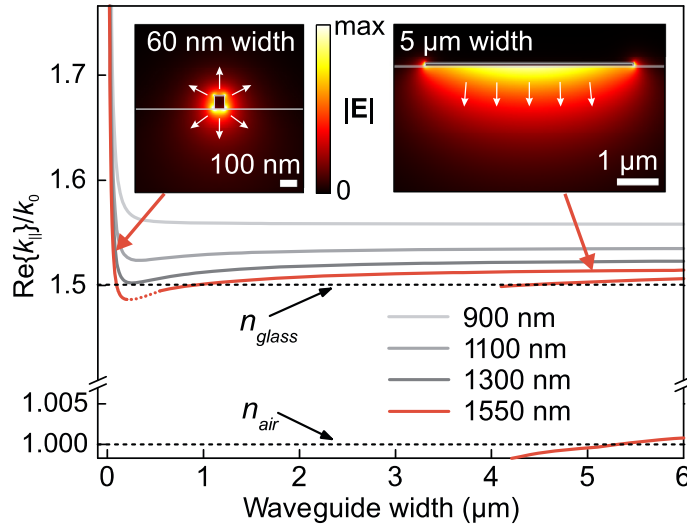 60 nm width
100 nm
max
|E|
0
5 µm width
1 µm
Re{k||}/k0
1.7
1.6
1.5
1.005
1.000
nglass
nair
900 nm
1100 nm
1300 nm
1550 nm
0 1 2 3 4 5 6
Waveguide width (µm)